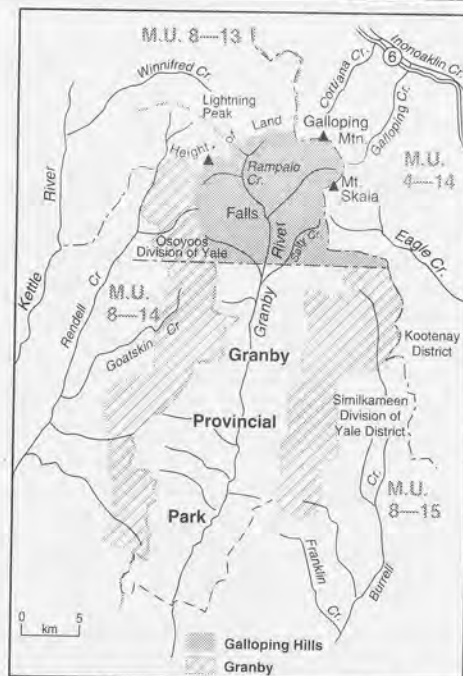 M.U. 8—13
Winnifred Cr.
Lightning
Peak
Height of Land
Corijana Cr.
Inonoaklin Cr.
6
Galloping
Mtn.
Galloping Cr.
M.U.
4—14
Rampalo
Cr.
Mt.
Skaia
Falls
River
Salty Cr.
Eagle Cr.
River
Kettle
Osoyoos
Division of Yale
Rendell Cr.
M.U.
8—14
Goatskin Cr
Granby
Granby
Kootenay
District
Provincial
Similkameen
Division of
Yale District
Cr.
M.U.
8—15
Park
Franklin
Cr.
Burrell
0 5
km
Galloping Hills
Granby